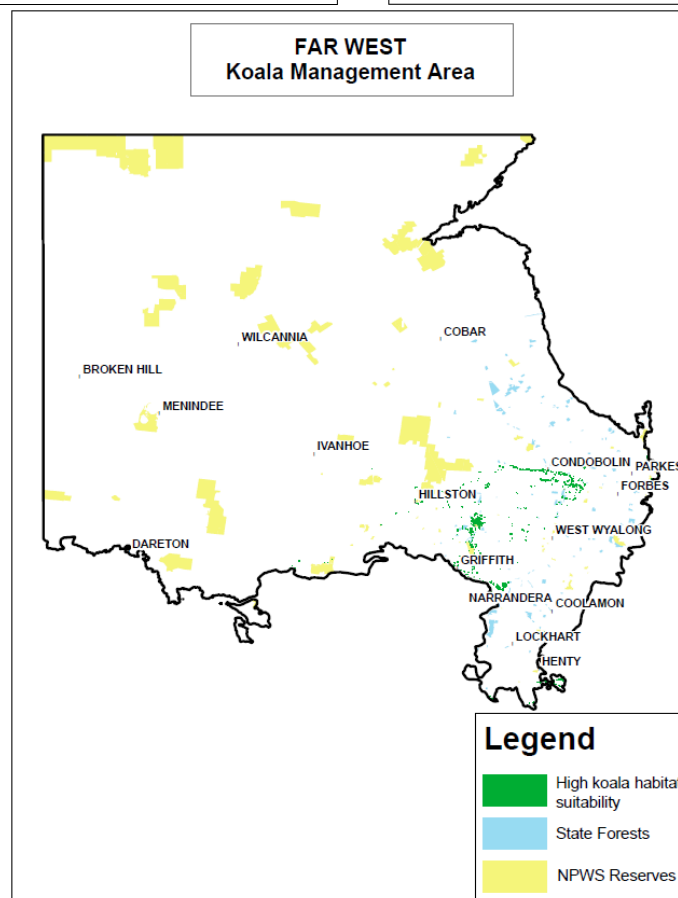 FAR WEST
Koala Management Area
COBAR
WILCANNIA
BROKEN HILL
MENINDEE
IVANHOE
CONDOBOLIN
PARKES
FORBES
HILLSTON
WEST WYALONG
DARETON
GRIFFITH
NARRANDERA
COOLAMON
LOCKHART
HENTY
Legend
High koala habitat
suitability
State Forests
NPWS Reserves